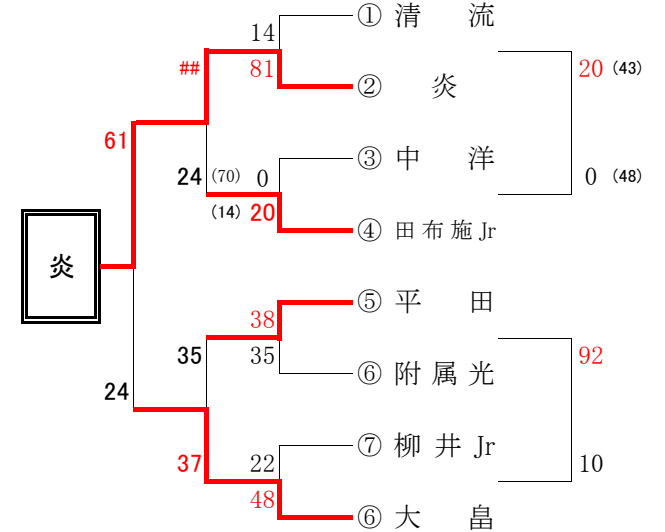 ① 清 流
14
## 81
② 炎
20 (43)
61
③ 中 洋
24 (70) 0
0 (48)
(14) 20
④ 田布施 Jr
炎
⑤ 平 田
38
35 35
92
⑥ 附属光
24
⑦ 柳井 Jr
37 22
10
48
⑥ 大 畠